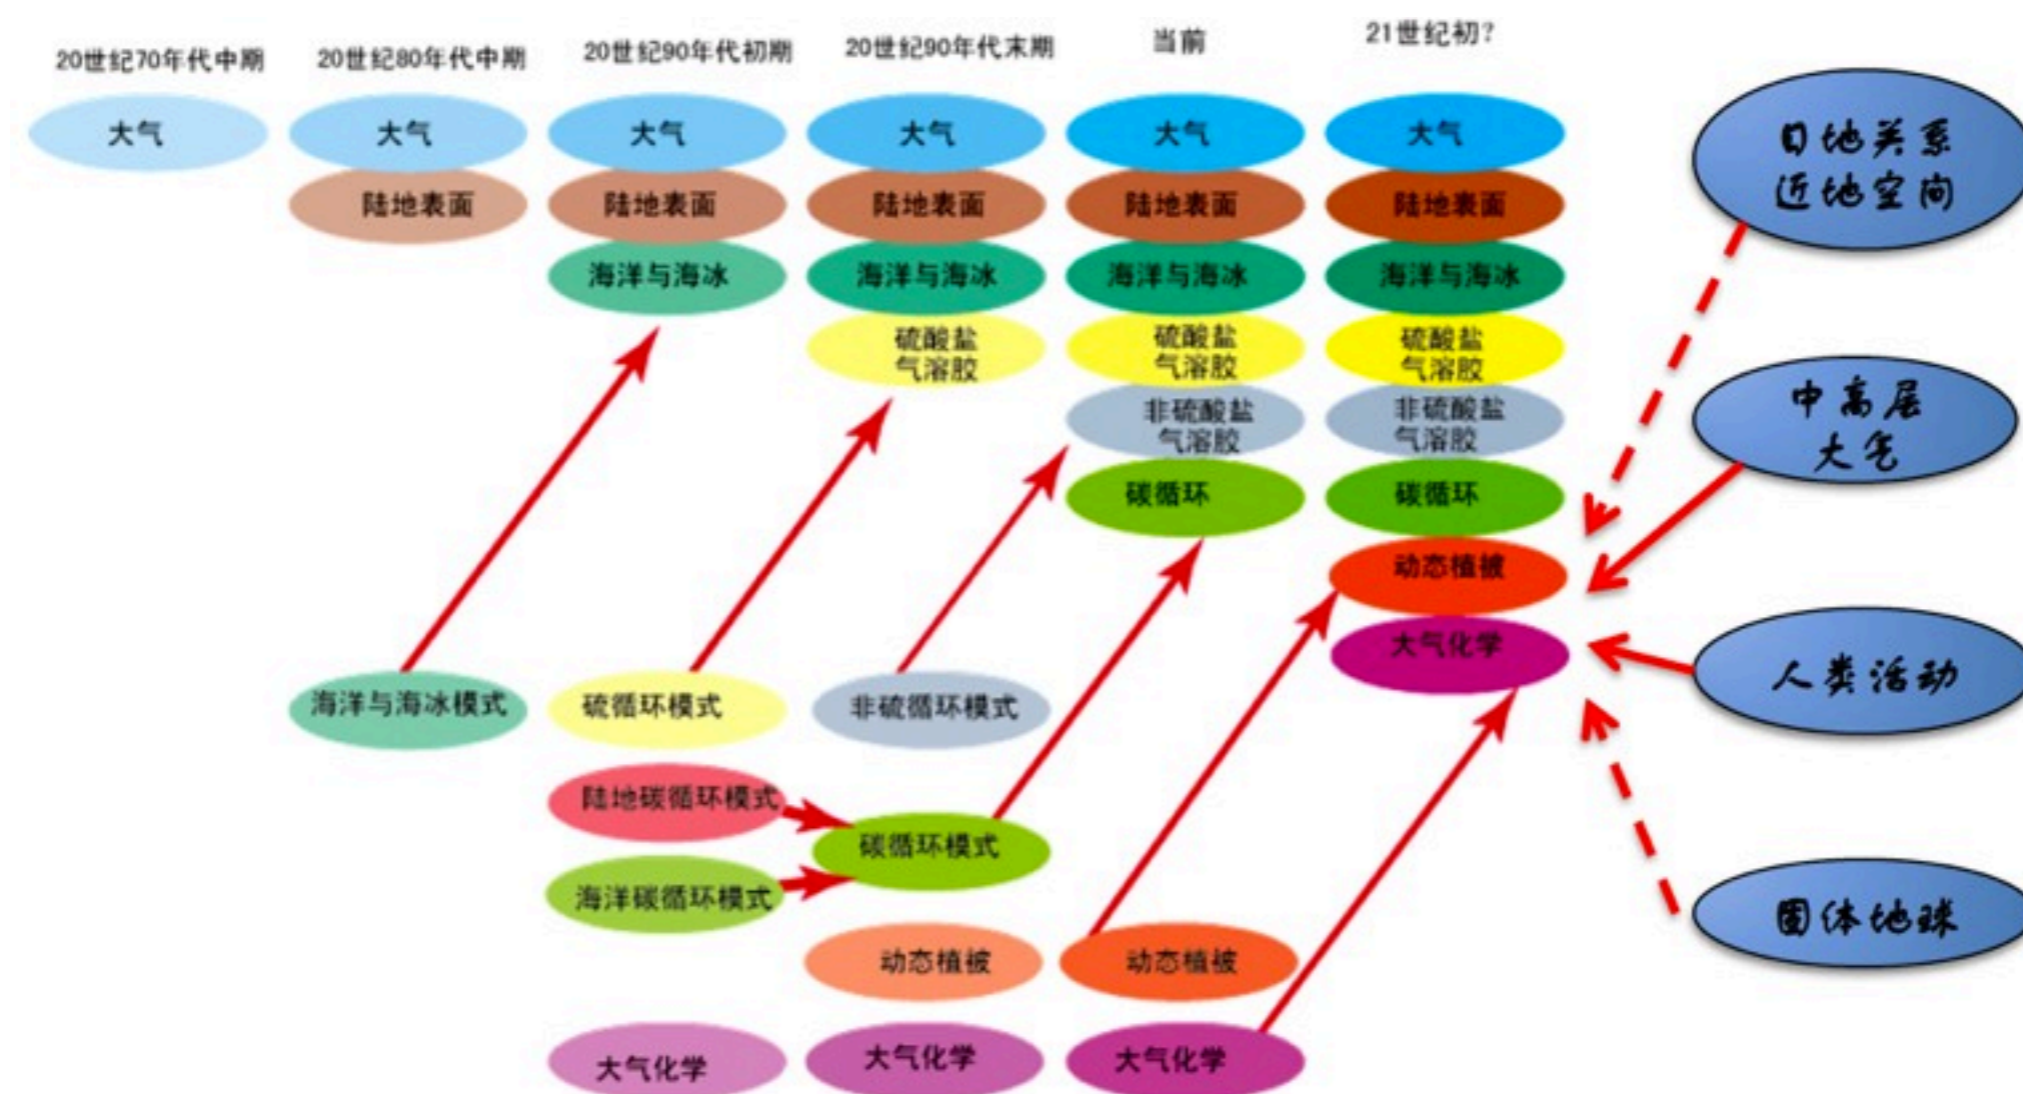 20世纪70年代中期
20世纪80年代中期
20世纪90年代初期
20世纪90年代末期
当前
21世纪初?
大气
大气
大气
大气
大气
大气
陆地表面
陆地表面
陆地表面
陆地表面
陆地表面
海洋与海冰
海洋与海冰
海洋与海冰
海洋与海冰
硫酸盐
气溶胶
硫酸盐
气溶胶
硫酸盐
气溶胶
非硫酸盐
气溶胶
非硫酸盐
气溶胶
碳循环
碳循环
动态植被
大气化学
海洋与海冰模式
硫循环模式
非硫循环模式
陆地碳循环模式
碳循环模式
海洋碳循环模式
动态植被
动态植被
大气化学
大气化学
大气化学
日地关系
近地空间
中高层
大气
人类活动
固体地球